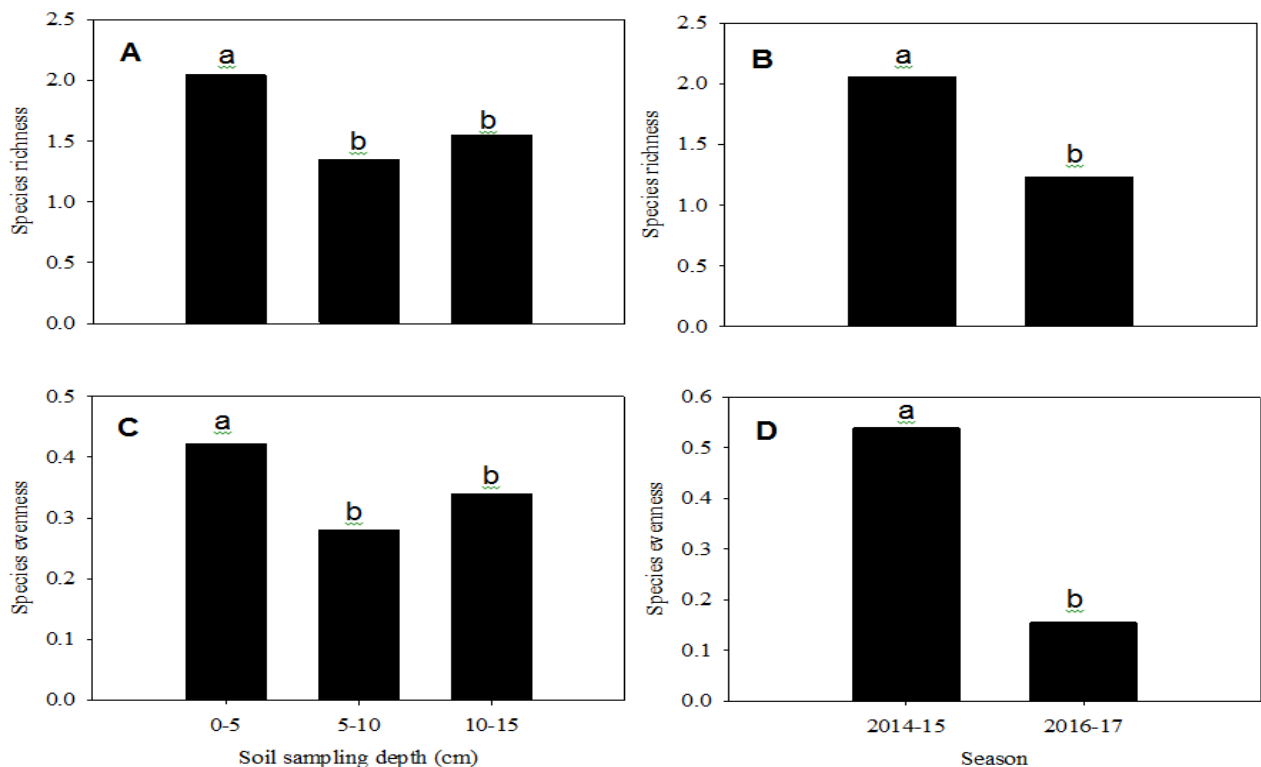 2.5
2.0
1.5
1.0
0.5
0.0
Species richness
A
a
b
b
2.5
2.0
1.5
1.0
0.5
0.0
Species richness
B
a
b
0.5
0.4
0.3
0.2
0.1
0.0
Species evenness
C
a
b
b
0-5 5-10 10-15
Soil sampling depth (cm)
0.6
0.5
0.4
0.3
0.2
0.1
0.0
Species evenness
D
a
b
2014-15 2016-17
Season